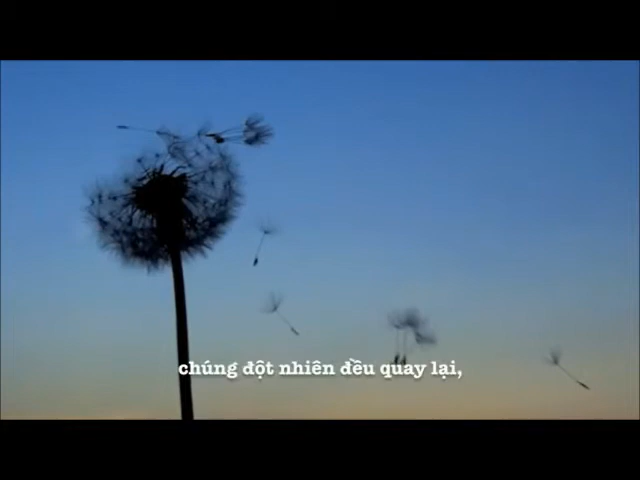 chúng đột nhiên đều quay lại,